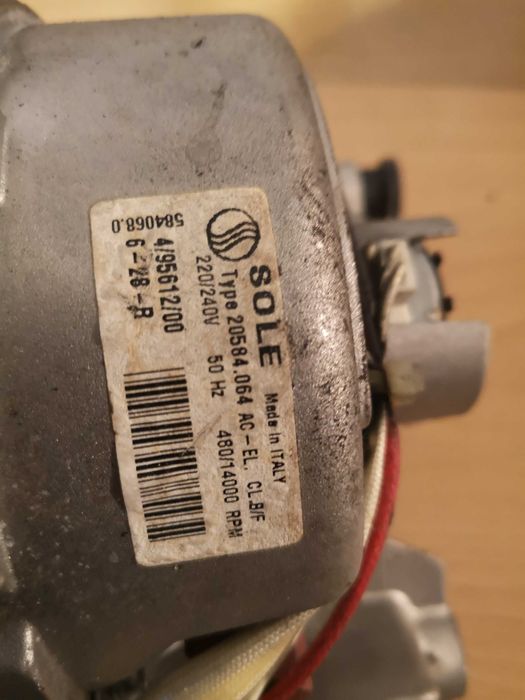 SOLE Made in ITALY
Type 20584.064 AC-EL. CL.B/F
220/240V 50 Hz 480/14000 RPM
4/95612/00
6-28-R
584068.0